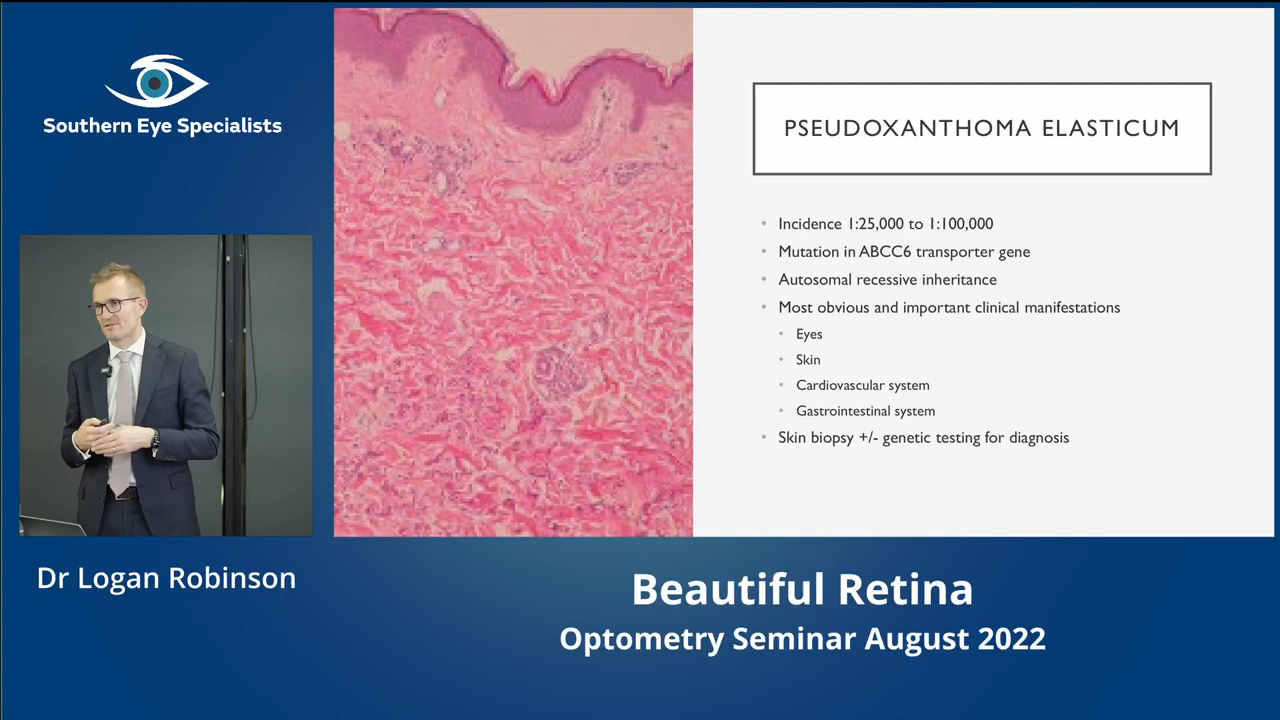 Southern Eye Specialists
PSEUDOXANTHOMA ELASTICUM
• Incidence 1:25,000 to 1:100,000
• Mutation in ABCC6 transporter gene
• Autosomal recessive inheritance
• Most obvious and important clinical manifestations
• Eyes
• Skin
• Cardiovascular system
• Gastrointestinal system
• Skin biopsy +/- genetic testing for diagnosis
Dr Logan Robinson
Beautiful Retina
Optometry Seminar August 2022